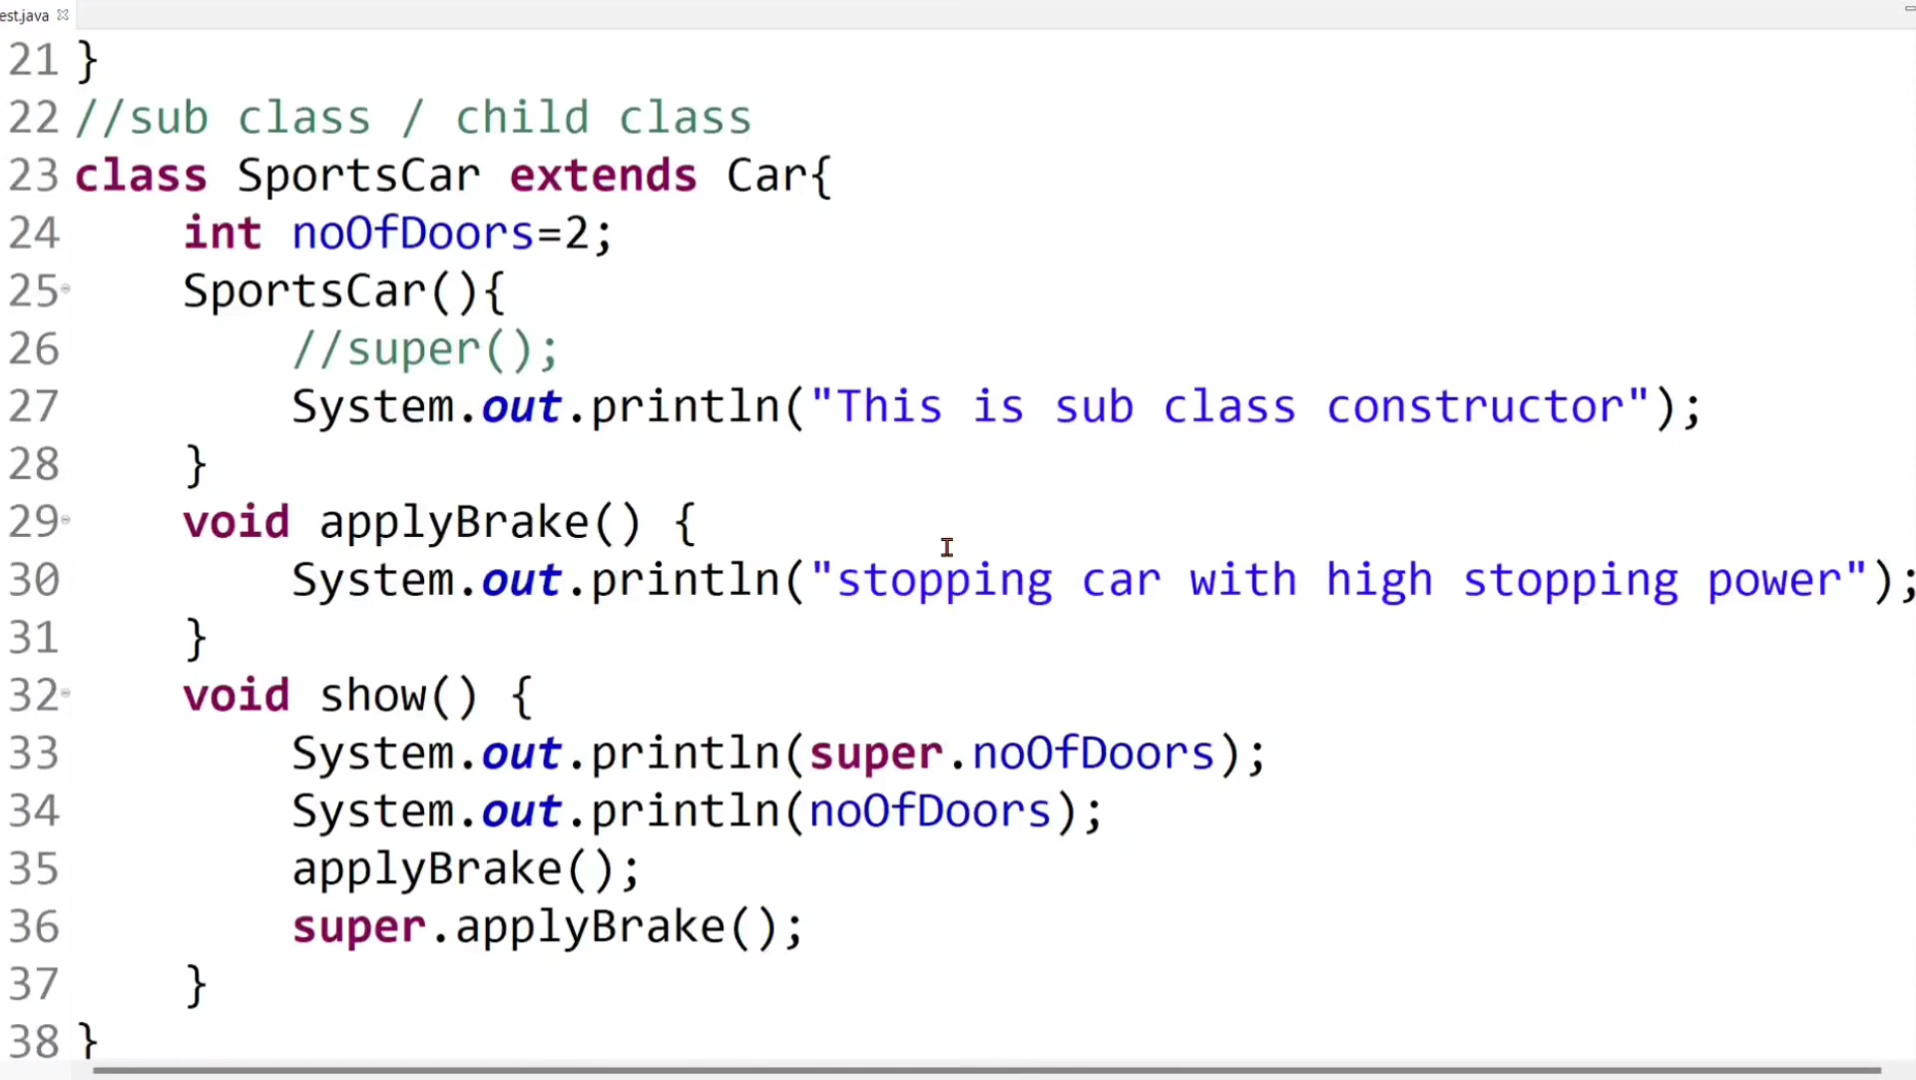 est.java
21 }
22 //sub class / child class
23 class SportsCar extends Car{
24 int noOfDoors=2;
25 SportsCar(){
26 //super();
27 System.out.println("This is sub class constructor");
28 }
29 void applyBrake() {
30 System.out.println("stopping car with high stopping power");
31 }
32 void show() {
33 System.out.println(super.noOfDoors);
34 System.out.println(noOfDoors);
35 applyBrake();
36 super.applyBrake();
37 }
38 }